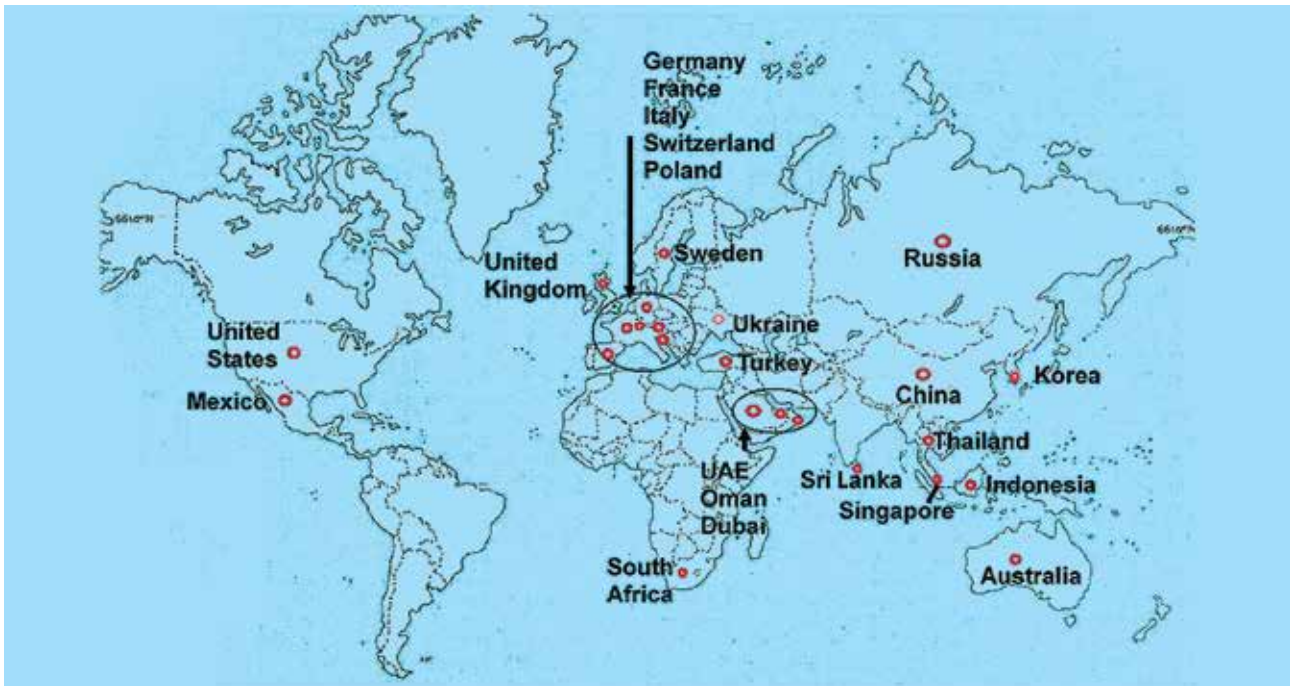 Germany
France
Italy
Switzerland
Poland
Sweden
Russia
United
Kingdom
Ukraine
United
States
Turkey
China
Korea
Mexico
Thailand
UAE
Oman
Dubai
Sri Lanka
Indonesia
Singapore
South
Africa
Australia